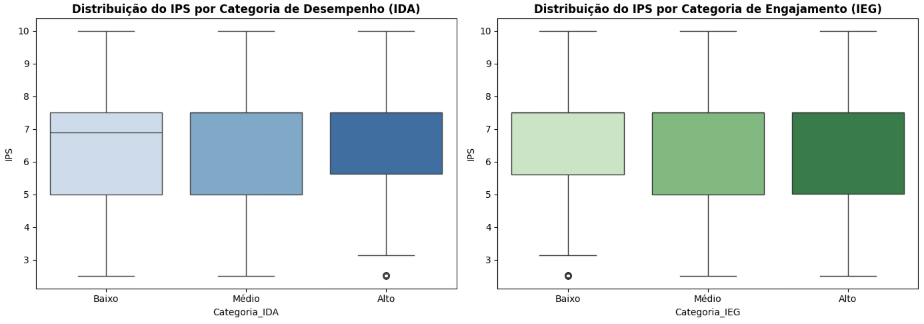 Distribuição do IPS por Categoria de Desempenho (IDA)
10
9
8
7
6
5
4
3
IPS
Baixo
Médio
Alto
Categoria_IDA
Distribuição do IPS por Categoria de Engajamento (IEG)
10
9
8
7
6
5
4
3
IPS
Baixo
Médio
Alto
Categoria_IEG